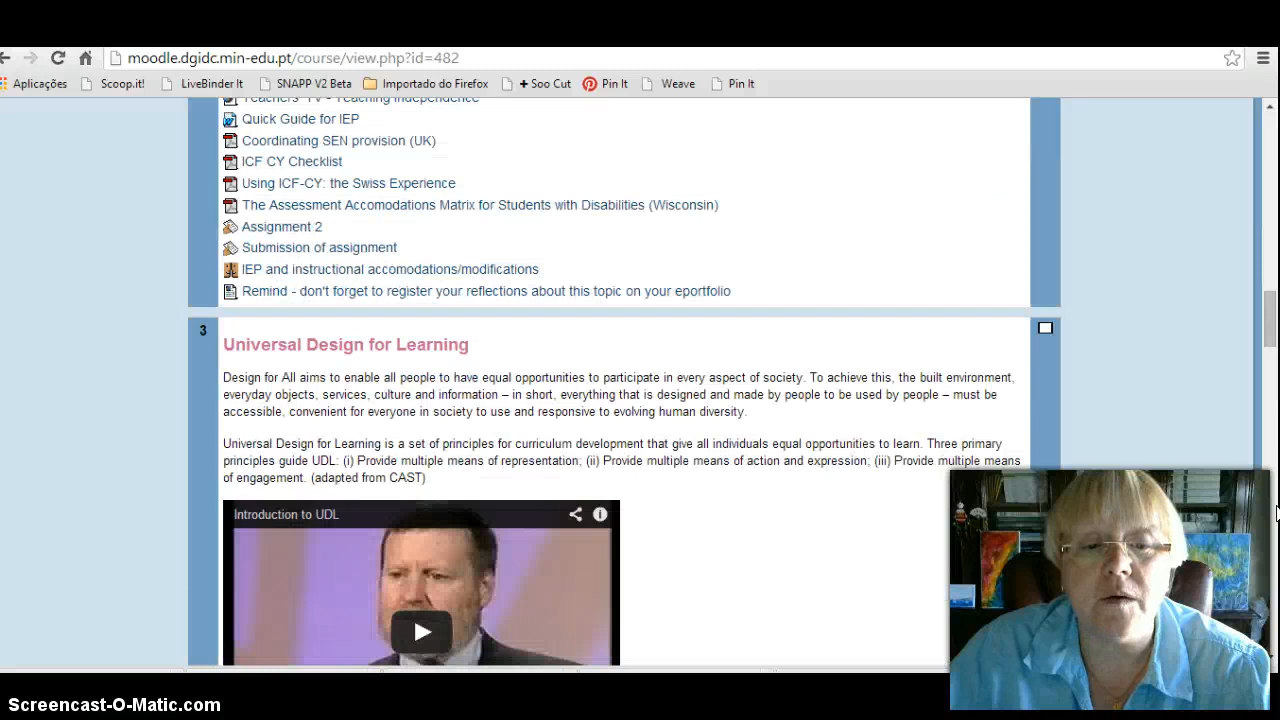 moodle.dgidc.min-edu.pt/course/view.php?id=482
Aplicações Scoop.it! LiveBinder It SNAPP V2 Beta Importado do Firefox + Soo Cut Pin It Weave Pin It
Teachers TV - Teaching Independence
Quick Guide for IEP
Coordinating SEN provision (UK)
ICF CY Checklist
Using ICF-CY: the Swiss Experience
The Assessment Accomodations Matrix for Students with Disabilities (Wisconsin)
Assignment 2
Submission of assignment
IEP and instructional accomodations/modifications
Remind - don't forget to register your reflections about this topic on your eportfolio
3
Universal Design for Learning
Design for All aims to enable all people to have equal opportunities to participate in every aspect of society. To achieve this, the built environment,
everyday objects, services, culture and information – in short, everything that is designed and made by people to be used by people – must be
accessible, convenient for everyone in society to use and responsive to evolving human diversity.
Universal Design for Learning is a set of principles for curriculum development that give all individuals equal opportunities to learn. Three primary
principles guide UDL: (i) Provide multiple means of representation; (ii) Provide multiple means of action and expression; (iii) Provide multiple means
of engagement. (adapted from CAST)
Introduction to UDL
Screencast-O-Matic.com